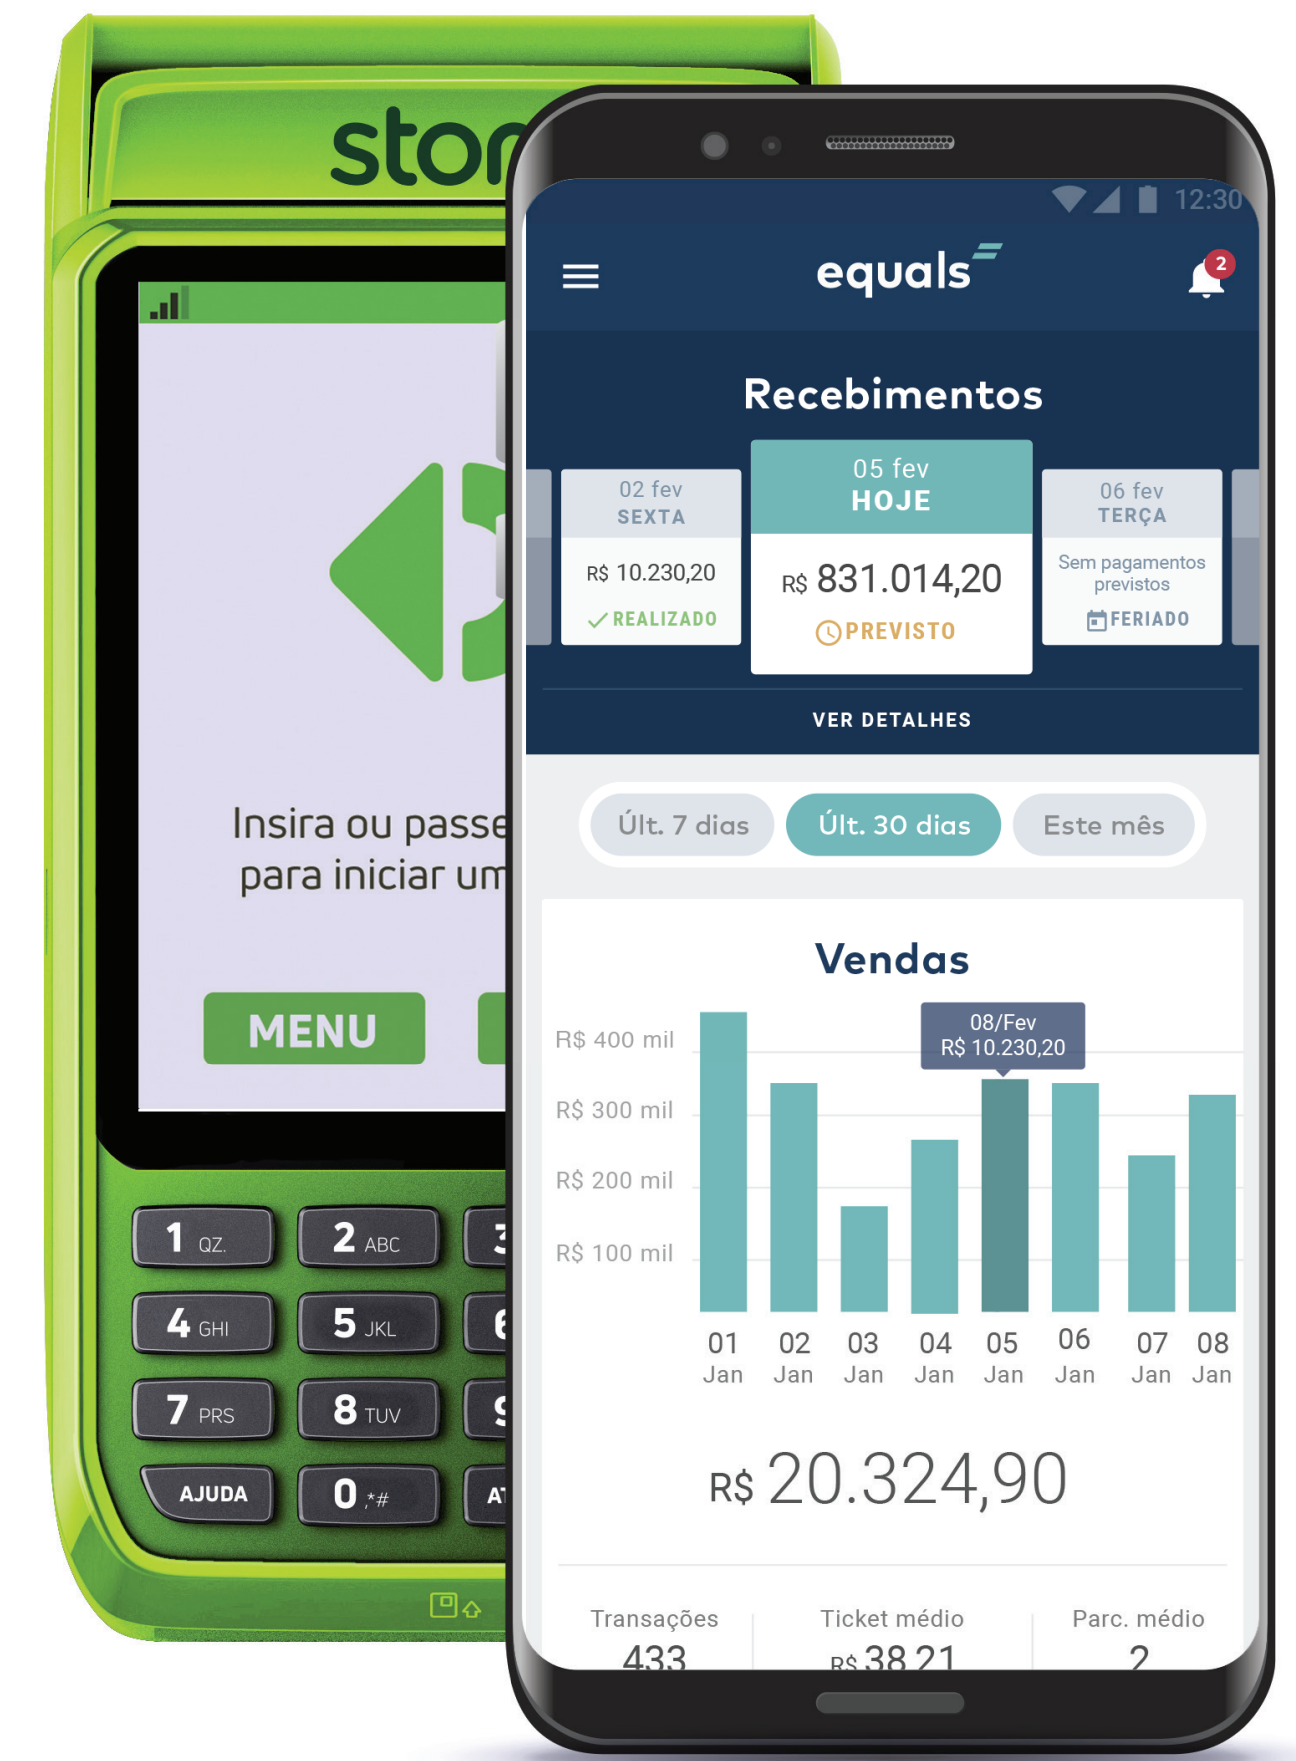 12:30
equals
2
Recebimentos
02 fev
SEXTA
R$ 10.230,20
REALIZADO
05 fev
HOJE
R$ 831.014,20
PREVISTO
06 fev
TERÇA
Sem pagamentos
previstos
FERIADO
VER DETALHES
Últ. 7 dias
Últ. 30 dias
Este mês
Vendas
08/Fev
R$ 10.230,20
R$ 400 mil
R$ 300 mil
R$ 200 mil
R$ 100 mil
01 02 03 04 05 06 07 08
Jan Jan Jan Jan Jan Jan Jan Jan
R$ 20.324,90
Transações
433
Ticket médio
R$ 38,21
Parc. médio
2
Insira ou passe
para iniciar
MENU
1 QZ. 2 ABC
4 GHI 5 JKL
7 PRS 8 TUV
AJUDA 0 ,*#